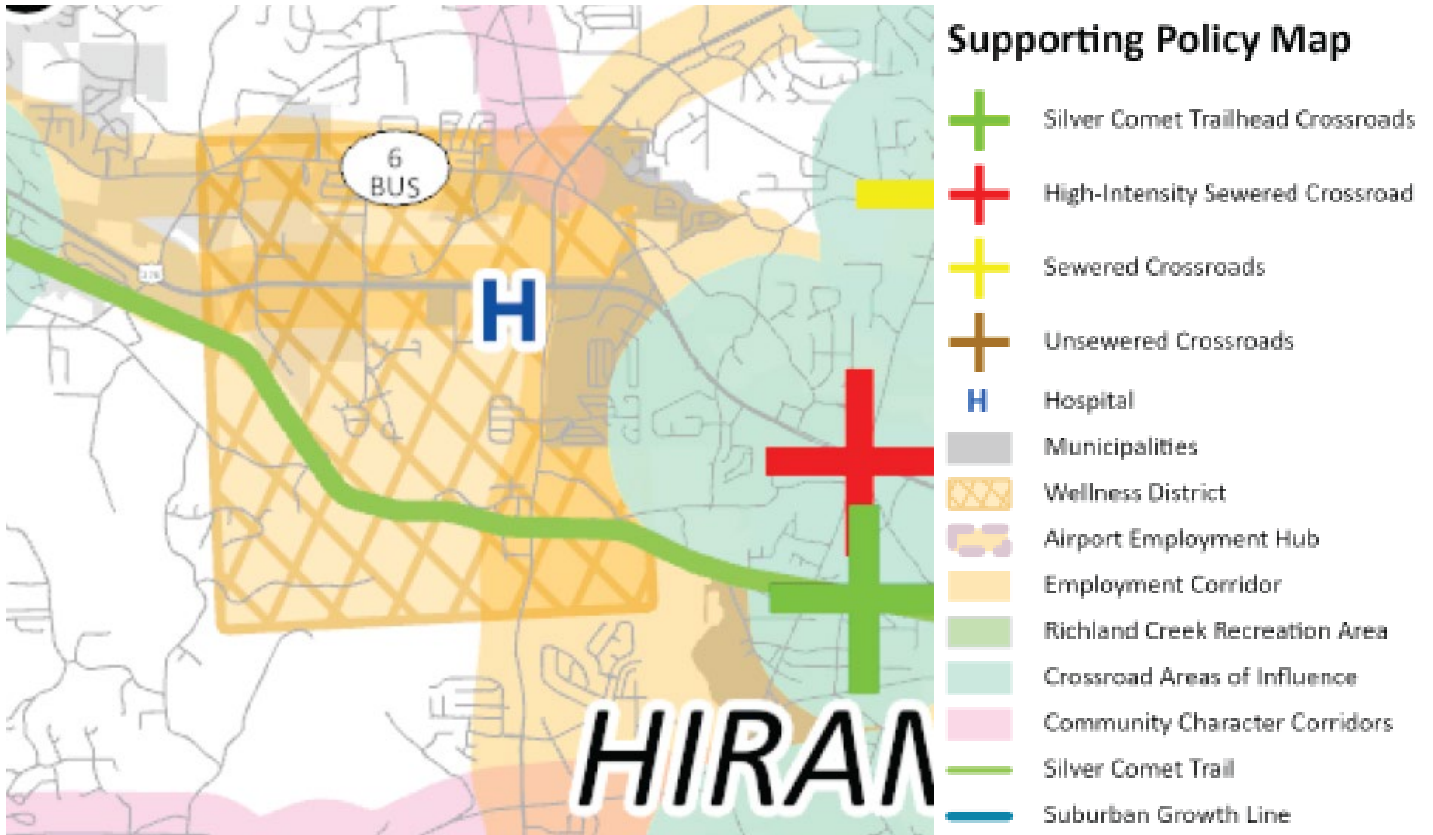 6
BUS
H
HIRAM
Supporting Policy Map
Silver Comet Trailhead Crossroads
High-Intensity Sewered Crossroad
Sewered Crossroads
Unsewered Crossroads
H Hospital
Municipalities
Wellness District
Airport Employment Hub
Employment Corridor
Richland Creek Recreation Area
Crossroad Areas of Influence
Community Character Corridors
Silver Comet Trail
Suburban Growth Line